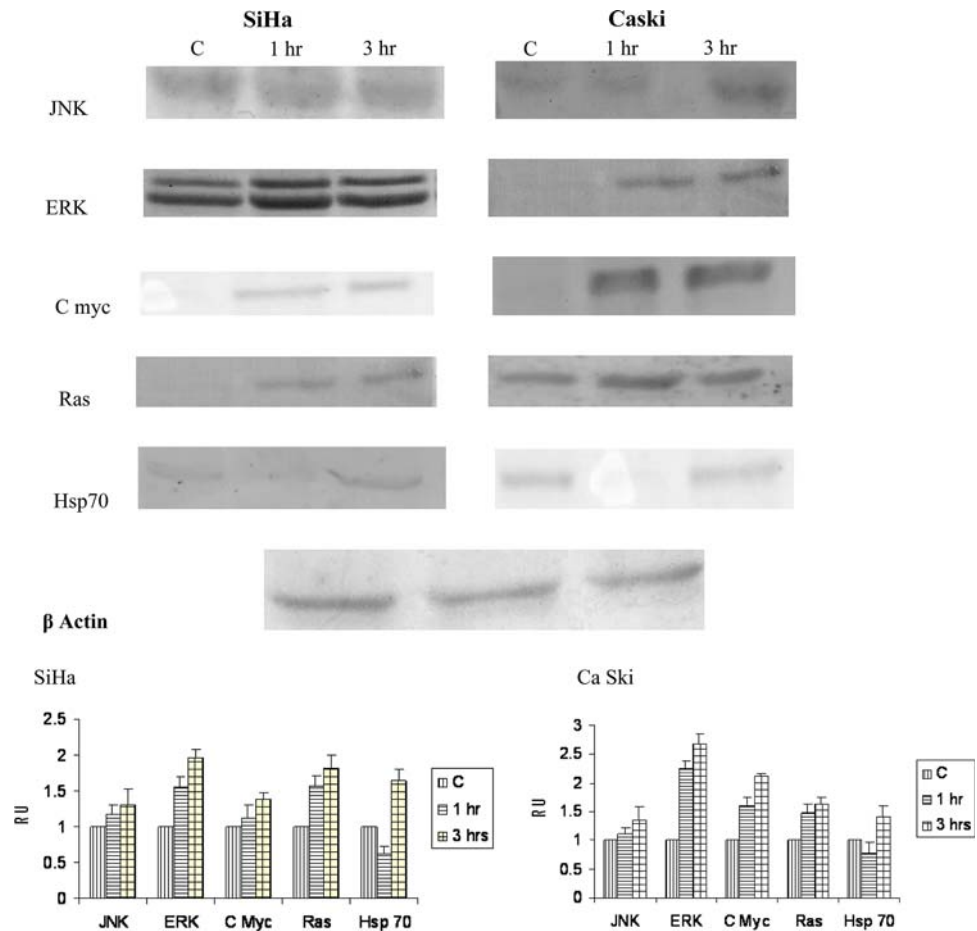 SiHa Caski
C 1 hr 3 hr C 1 hr 3 hr
JNK
ERK
C myc
Ras
Hsp70
β Actin
SiHa
2.5
2
1.5
1
0.5
0
RU
JNK ERK C Myc Ras Hsp 70
C
1 hr
3 hrs
Ca Ski
3
2.5
2
1.5
1
0.5
0
RU
JNK ERK C Myc Ras Hsp 70
C
1 hr
3 hrs